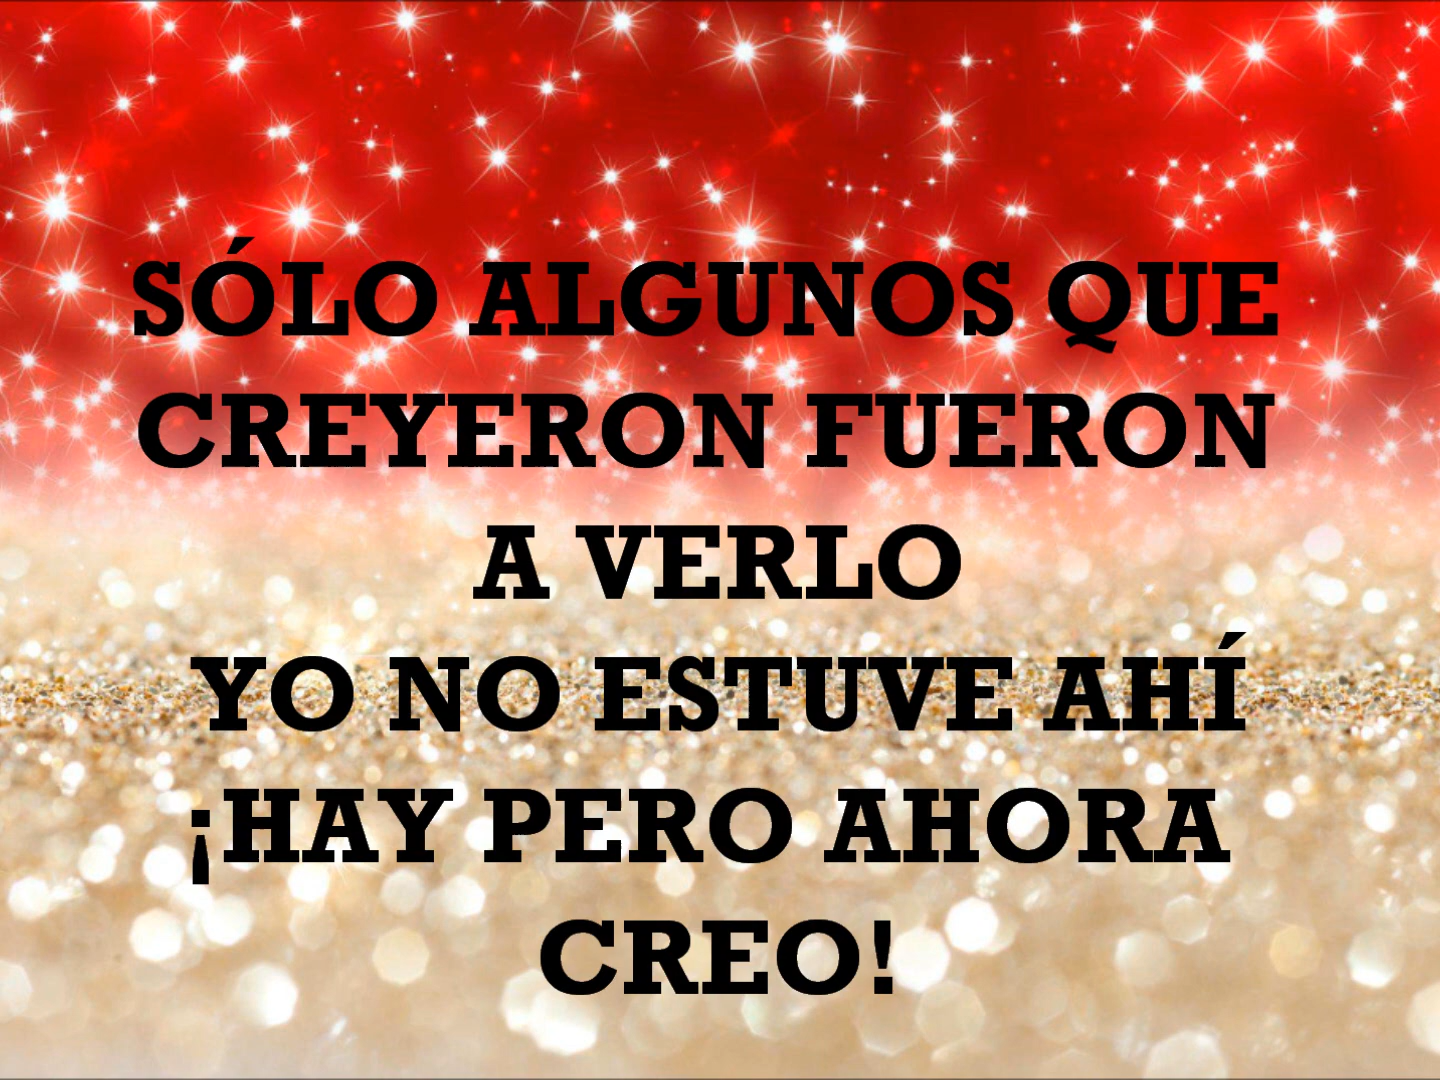 SÓLO ALGUNOS QUE
CREYERON FUERON
A VERLO
YO NO ESTUVE AHÍ
¡HAY PERO AHORA
CREO!